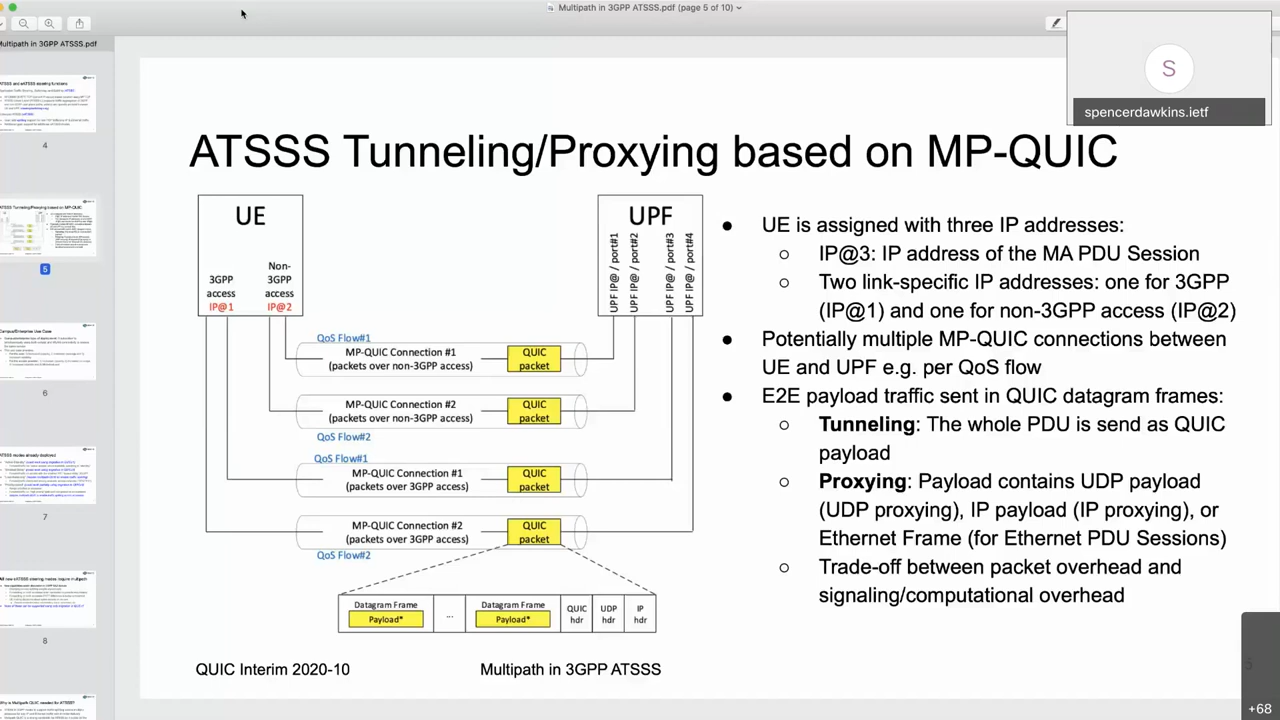 Multipath in 3GPP ATSSS.pdf (page 5 of 10)
Multipath in 3GPP ATSSS.pdf
S
spencerdawkins.ietf
4
5
6
7
8
ATSSS Tunneling/Proxying based on MP-QUIC
UE
3GPP
access
IP@1
Non-
3GPP
access
IP@2
UPF
UPF IP@ / port#1
UPF IP@ / port#2
UPF IP@ / port#3
UPF IP@ / port#4
QoS Flow#1
MP-QUIC Connection #1
(packets over non-3GPP access)
QUIC
packet
MP-QUIC Connection #2
(packets over non-3GPP access)
QUIC
packet
QoS Flow#2
QoS Flow#1
MP-QUIC Connection #1
(packets over 3GPP access)
QUIC
packet
MP-QUIC Connection #2
(packets over 3GPP access)
QUIC
packet
QoS Flow#2
Datagram Frame
Payload*
...
Datagram Frame
Payload*
QUIC
hdr
UDP
hdr
IP
hdr
is assigned with three IP addresses:
IP@3: IP address of the MA PDU Session
Two link-specific IP addresses: one for 3GPP
(IP@1) and one for non-3GPP access (IP@2)
Potentially multiple MP-QUIC connections between
UE and UPF e.g. per QoS flow
E2E payload traffic sent in QUIC datagram frames:
Tunneling: The whole PDU is send as QUIC
payload
Proxying: Payload contains UDP payload
(UDP proxying), IP payload (IP proxying), or
Ethernet Frame (for Ethernet PDU Sessions)
Trade-off between packet overhead and
signaling/computational overhead
QUIC Interim 2020-10
Multipath in 3GPP ATSSS
5
+68